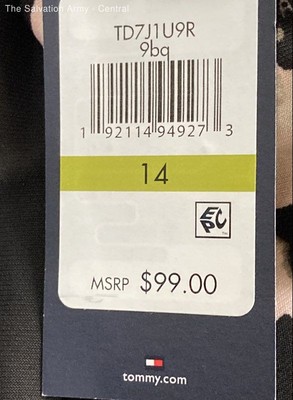 The Salvation Army - Central
TD7J1U9R
9bq
1 92114 94927 3
14
EPC
MSRP $99.00
tommy.com